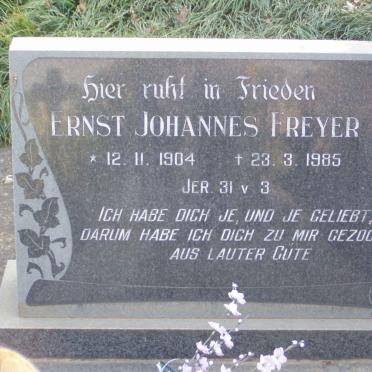 Hier ruht in Frieden
ERNST JOHANNES FREYER
* 12. 11. 1904 † 23. 3. 1985
JER. 31 V 3
ICH HABE DICH JE, UND JE GELIEBT,
DARUM HABE ICH DICH ZU MIR GEZOG
AUS LAUTER GÜTE